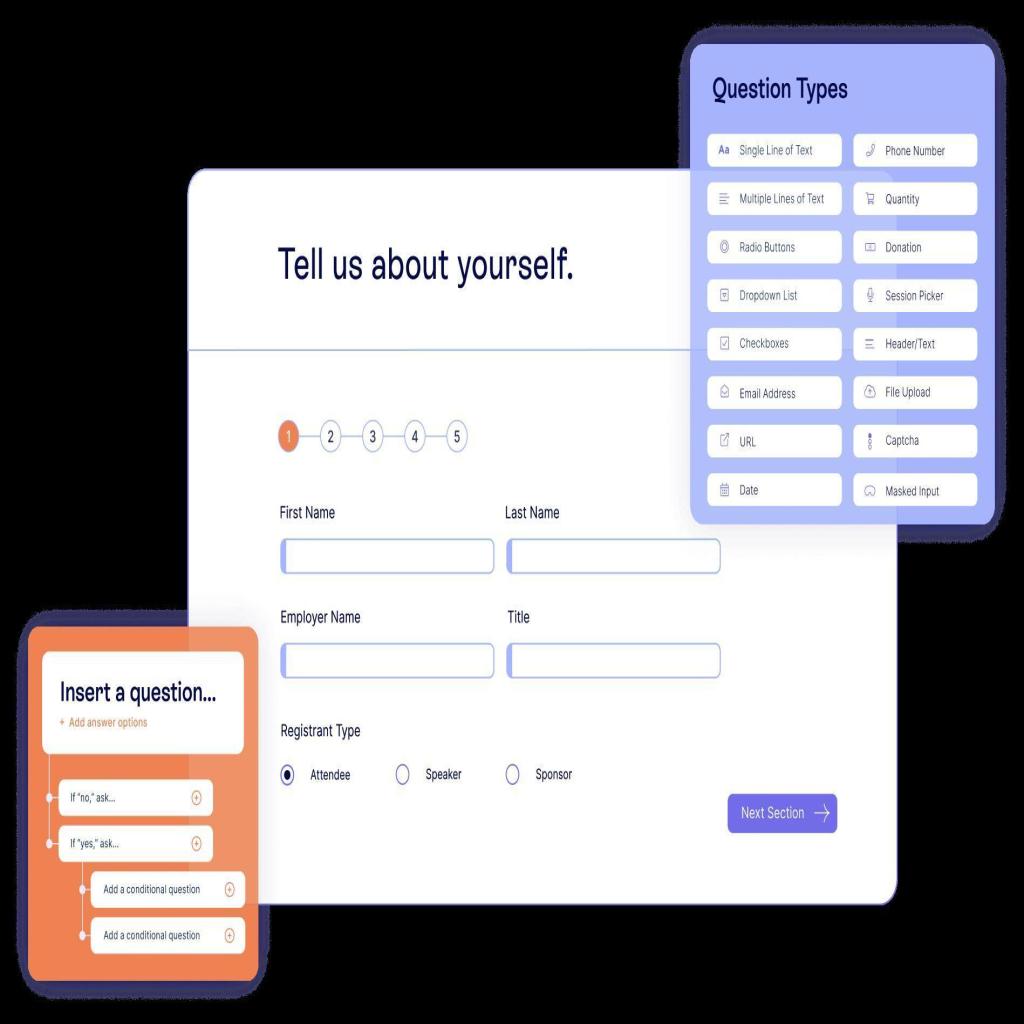 Question Types
Aa Single Line of Text
Phone Number
Multiple Lines of Text
Quantity
Radio Buttons
Donation
Dropdown List
Session Picker
Checkboxes
Header/Text
Email Address
File Upload
URL
Captcha
Date
Masked Input
Tell us about yourself.
1 2 3 4 5
First Name
Last Name
Employer Name
Title
Registrant Type
Attendee
Speaker
Sponsor
Next Section
Insert a question...
+ Add answer options
If "no," ask...
If "yes," ask...
Add a conditional question
Add a conditional question